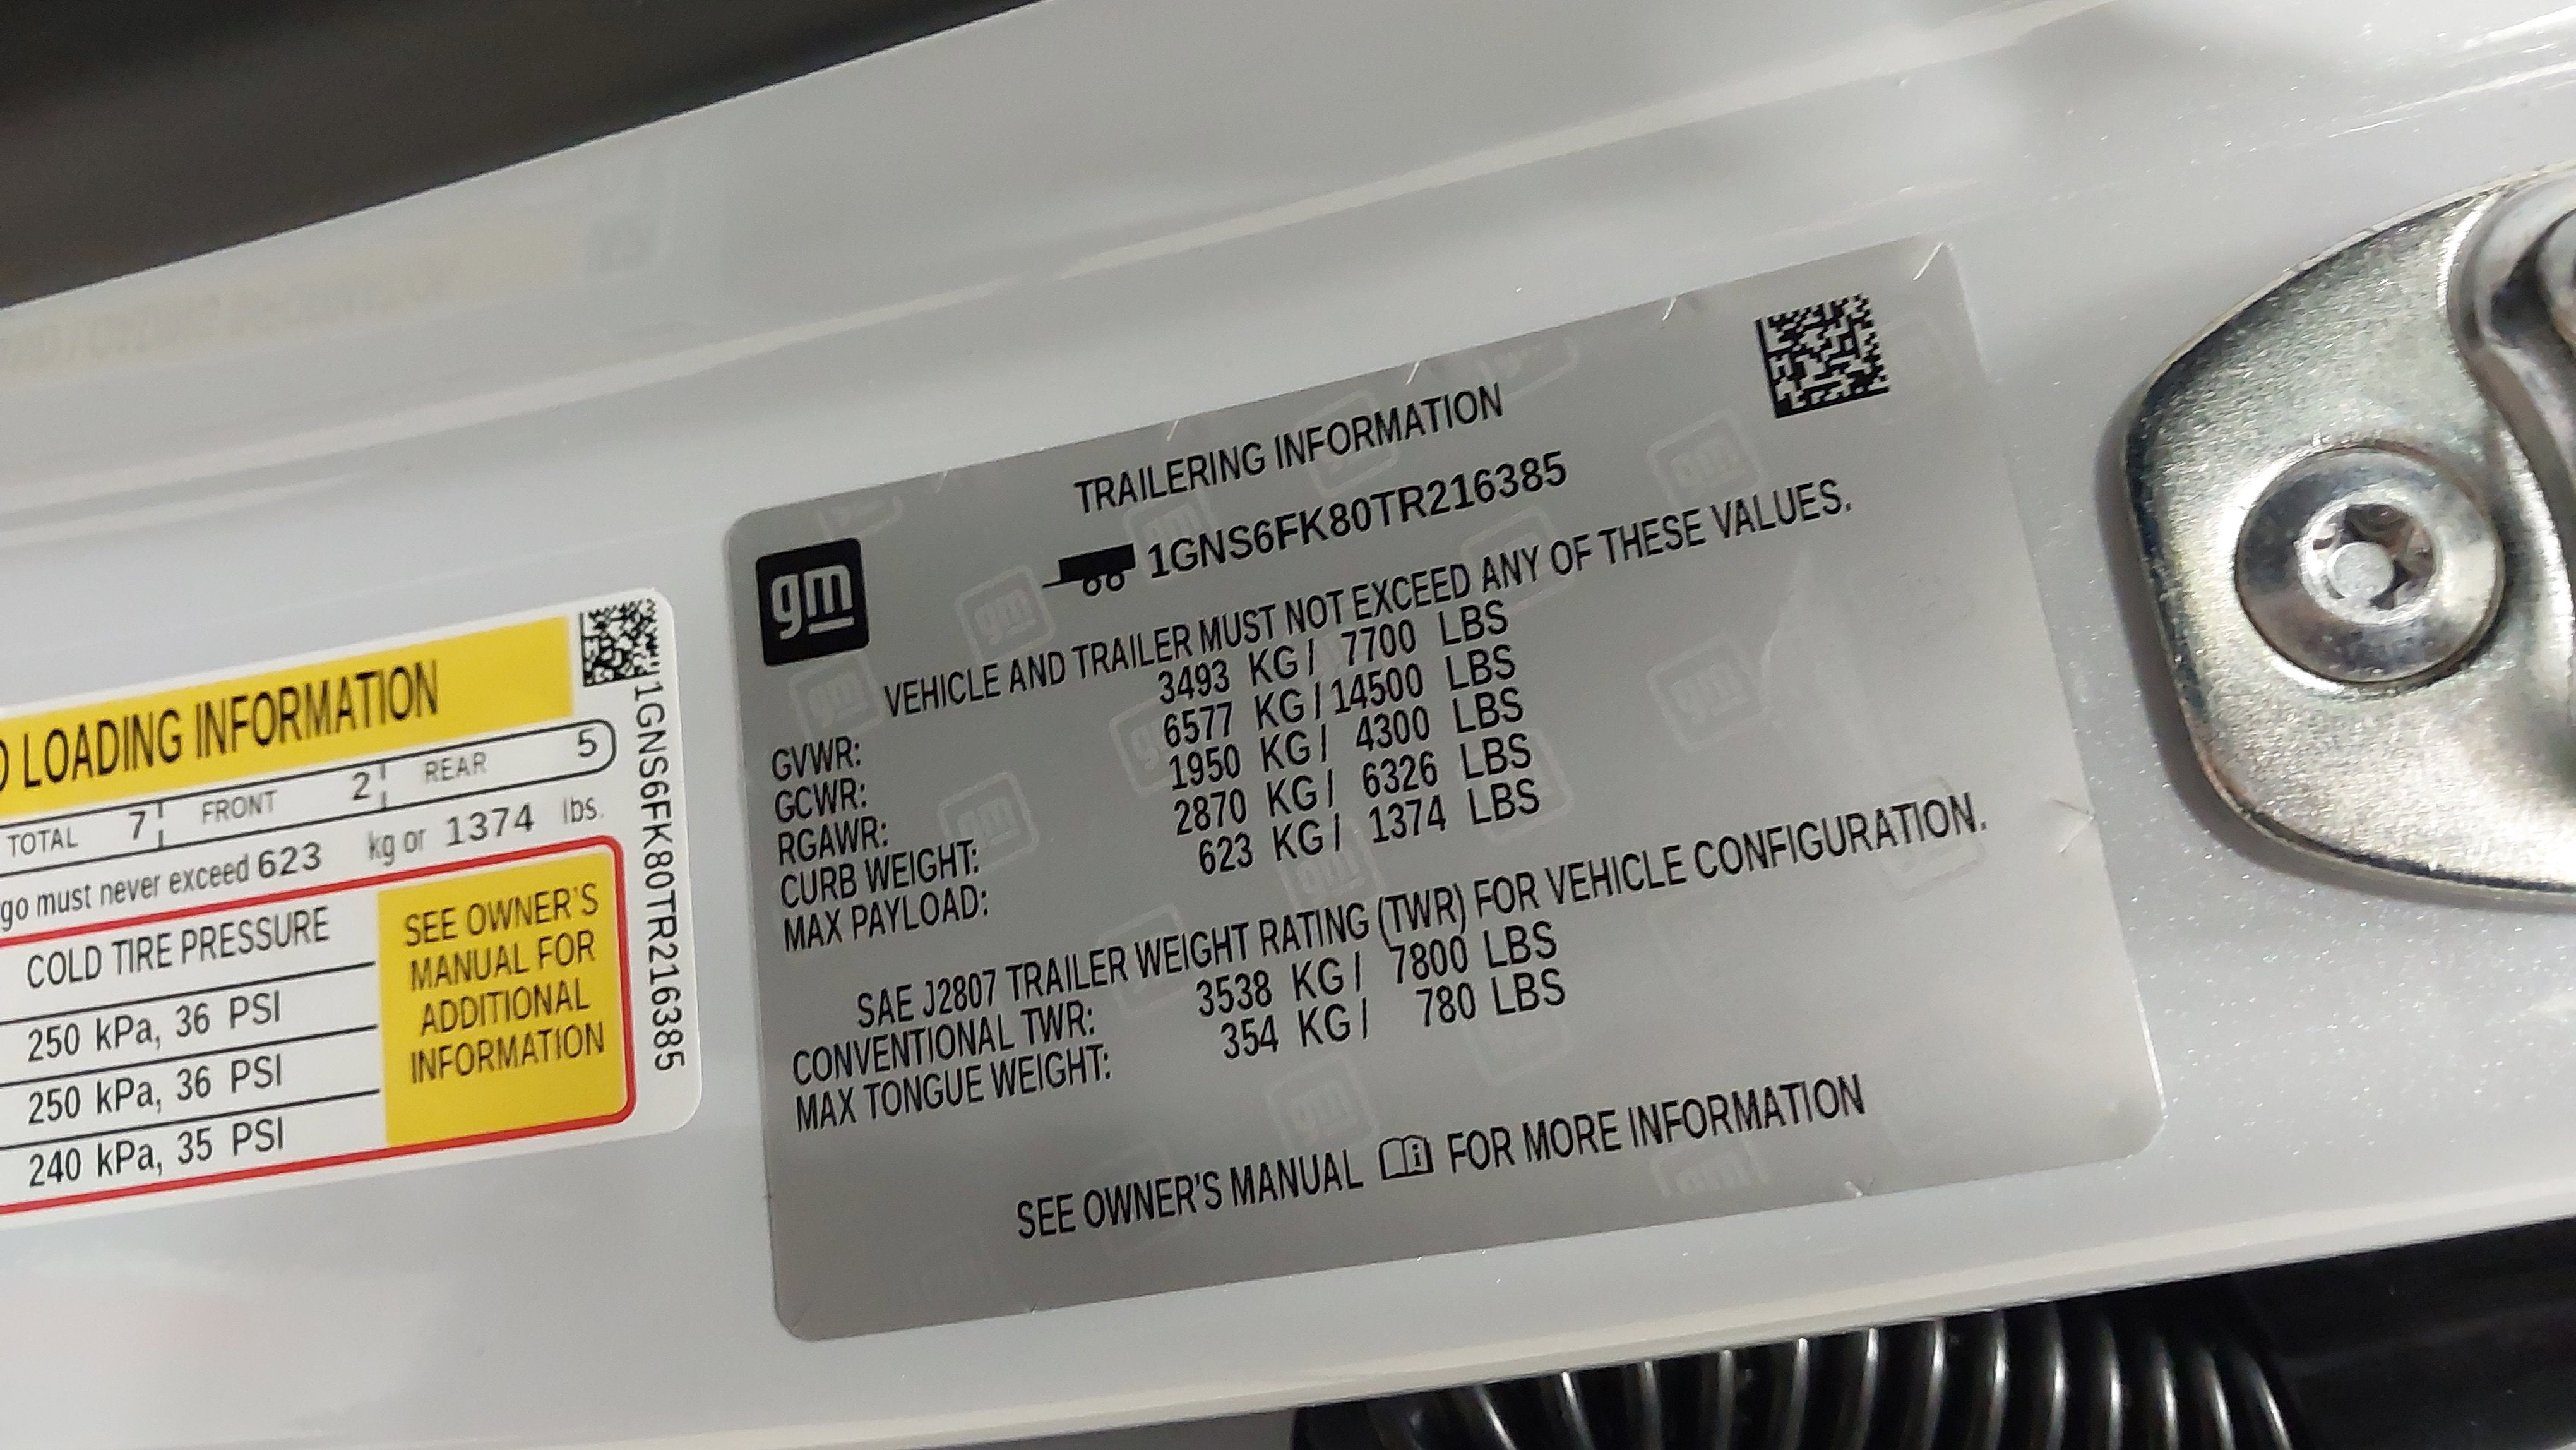 LOADING INFORMATION
TOTAL 7 FRONT 2 REAR 5
go must never exceed 623 kg or 1374 lbs.
COLD TIRE PRESSURE
250 kPa, 36 PSI
250 kPa, 36 PSI
240 kPa, 35 PSI
SEE OWNER'S
MANUAL FOR
ADDITIONAL
INFORMATION
1GNS6FK80TR216385
gm
TRAILERING INFORMATION
1GNS6FK80TR216385
VEHICLE AND TRAILER MUST NOT EXCEED ANY OF THESE VALUES.
GVWR: 3493 KG / 7700 LBS
GCWR: 6577 KG / 14500 LBS
RGAWR: 1950 KG / 4300 LBS
CURB WEIGHT: 2870 KG / 6326 LBS
MAX PAYLOAD: 623 KG / 1374 LBS
SAE J2807 TRAILER WEIGHT RATING (TWR) FOR VEHICLE CONFIGURATION.
CONVENTIONAL TWR: 3538 KG / 7800 LBS
MAX TONGUE WEIGHT: 354 KG / 780 LBS
SEE OWNER'S MANUAL FOR MORE INFORMATION